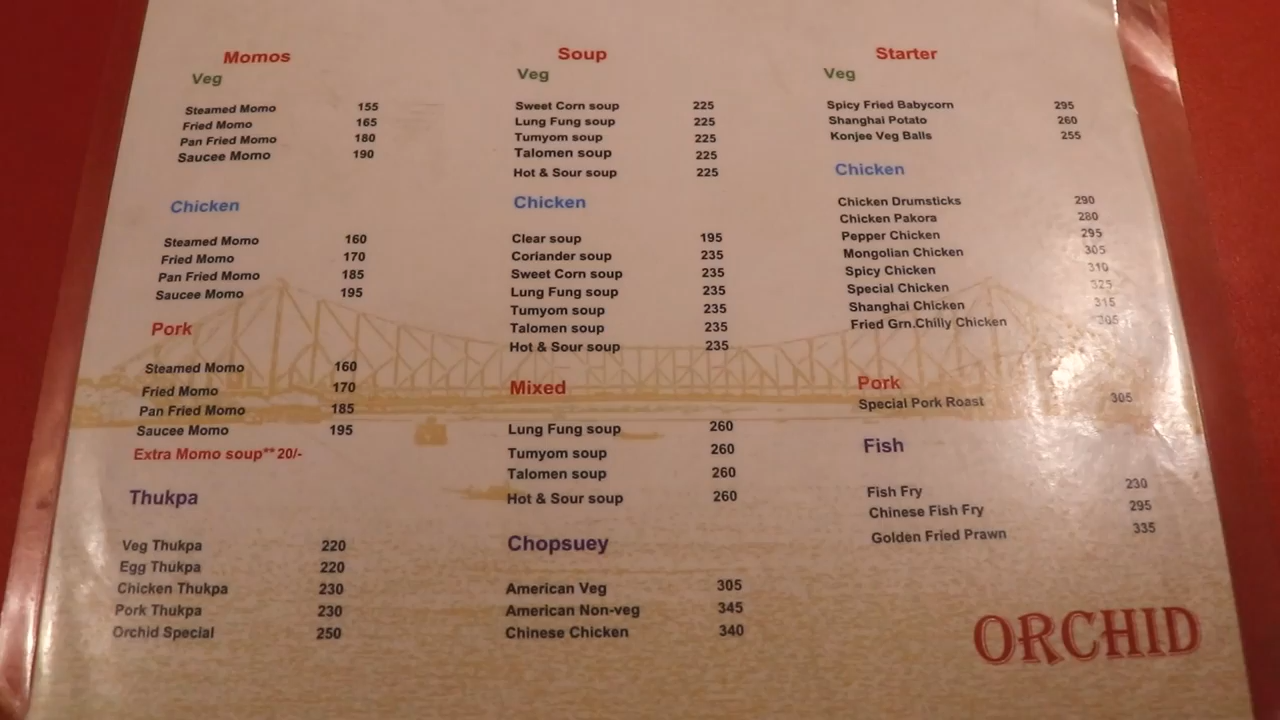 Momos
Veg
Steamed Momo 155
Fried Momo 165
Pan Fried Momo 180
Saucee Momo 190
Chicken
Steamed Momo 160
Fried Momo 170
Pan Fried Momo 185
Saucee Momo 195
Pork
Steamed Momo 160
Fried Momo 170
Pan Fried Momo 185
Saucee Momo 195
Extra Momo soup**20/-
Thukpa
Veg Thukpa 220
Egg Thukpa 220
Chicken Thukpa 230
Pork Thukpa 230
Orchid Special 250
Soup
Veg
Sweet Corn soup 225
Lung Fung soup 225
Tumyom soup 225
Talomen soup 225
Hot & Sour soup 225
Chicken
Clear soup 195
Coriander soup 235
Sweet Corn soup 235
Lung Fung soup 235
Tumyom soup 235
Talomen soup 235
Hot & Sour soup 235
Mixed
Lung Fung soup 260
Tumyom soup 260
Talomen soup 260
Hot & Sour soup 260
Chopsuey
American Veg 305
American Non-veg 345
Chinese Chicken 340
Starter
Veg
Spicy Fried Babycorn 295
Shanghai Potato 260
Konjee Veg Balls 255
Chicken
Chicken Drumsticks 290
Chicken Pakora 280
Pepper Chicken 295
Mongolian Chicken 305
Spicy Chicken 310
Special Chicken 325
Shanghai Chicken 315
Fried Grn.Chilly Chicken
Pork
Special Pork Roast 305
Fish
Fish Fry 230
Chinese Fish Fry 295
Golden Fried Prawn 335
ORCHID